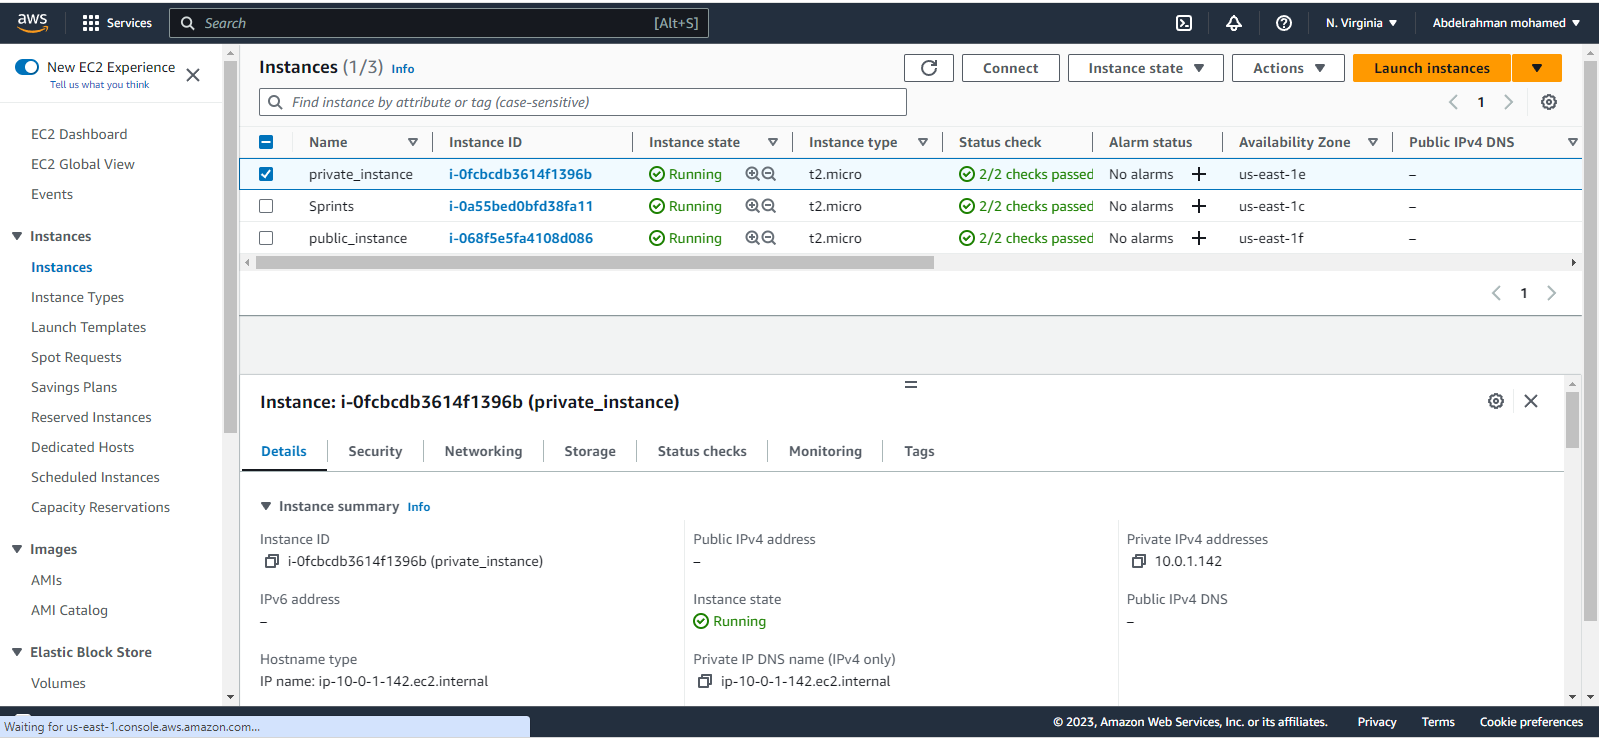 aws Services Search [Alt+S] N. Virginia Abdelrahman mohamed
New EC2 Experience
Tell us what you think
EC2 Dashboard
EC2 Global View
Events
Instances
Instances
Instance Types
Launch Templates
Spot Requests
Savings Plans
Reserved Instances
Dedicated Hosts
Scheduled Instances
Capacity Reservations
Images
AMIs
AMI Catalog
Elastic Block Store
Volumes
Instances (1/3) Info Connect Instance state Actions Launch instances
Find instance by attribute or tag (case-sensitive) 1
Name Instance ID Instance state Instance type Status check Alarm status Availability Zone Public IPv4 DNS
private_instance i-0fcbcdb3614f1396b Running t2.micro 2/2 checks passed No alarms + us-east-1e –
Sprints i-0a55bed0bfd38fa11 Running t2.micro 2/2 checks passed No alarms + us-east-1c –
public_instance i-068f5e5fa4108d086 Running t2.micro 2/2 checks passed No alarms + us-east-1f –
1
Instance: i-0fcbcdb3614f1396b (private_instance)
Details Security Networking Storage Status checks Monitoring Tags
Instance summary Info
Instance ID
i-0fcbcdb3614f1396b (private_instance)
Public IPv4 address
–
Private IPv4 addresses
10.0.1.142
IPv6 address
–
Instance state
Running
Public IPv4 DNS
–
Hostname type
IP name: ip-10-0-1-142.ec2.internal
Private IP DNS name (IPv4 only)
ip-10-0-1-142.ec2.internal
Waiting for us-east-1.console.aws.amazon.com...
© 2023, Amazon Web Services, Inc. or its affiliates. Privacy Terms Cookie preferences